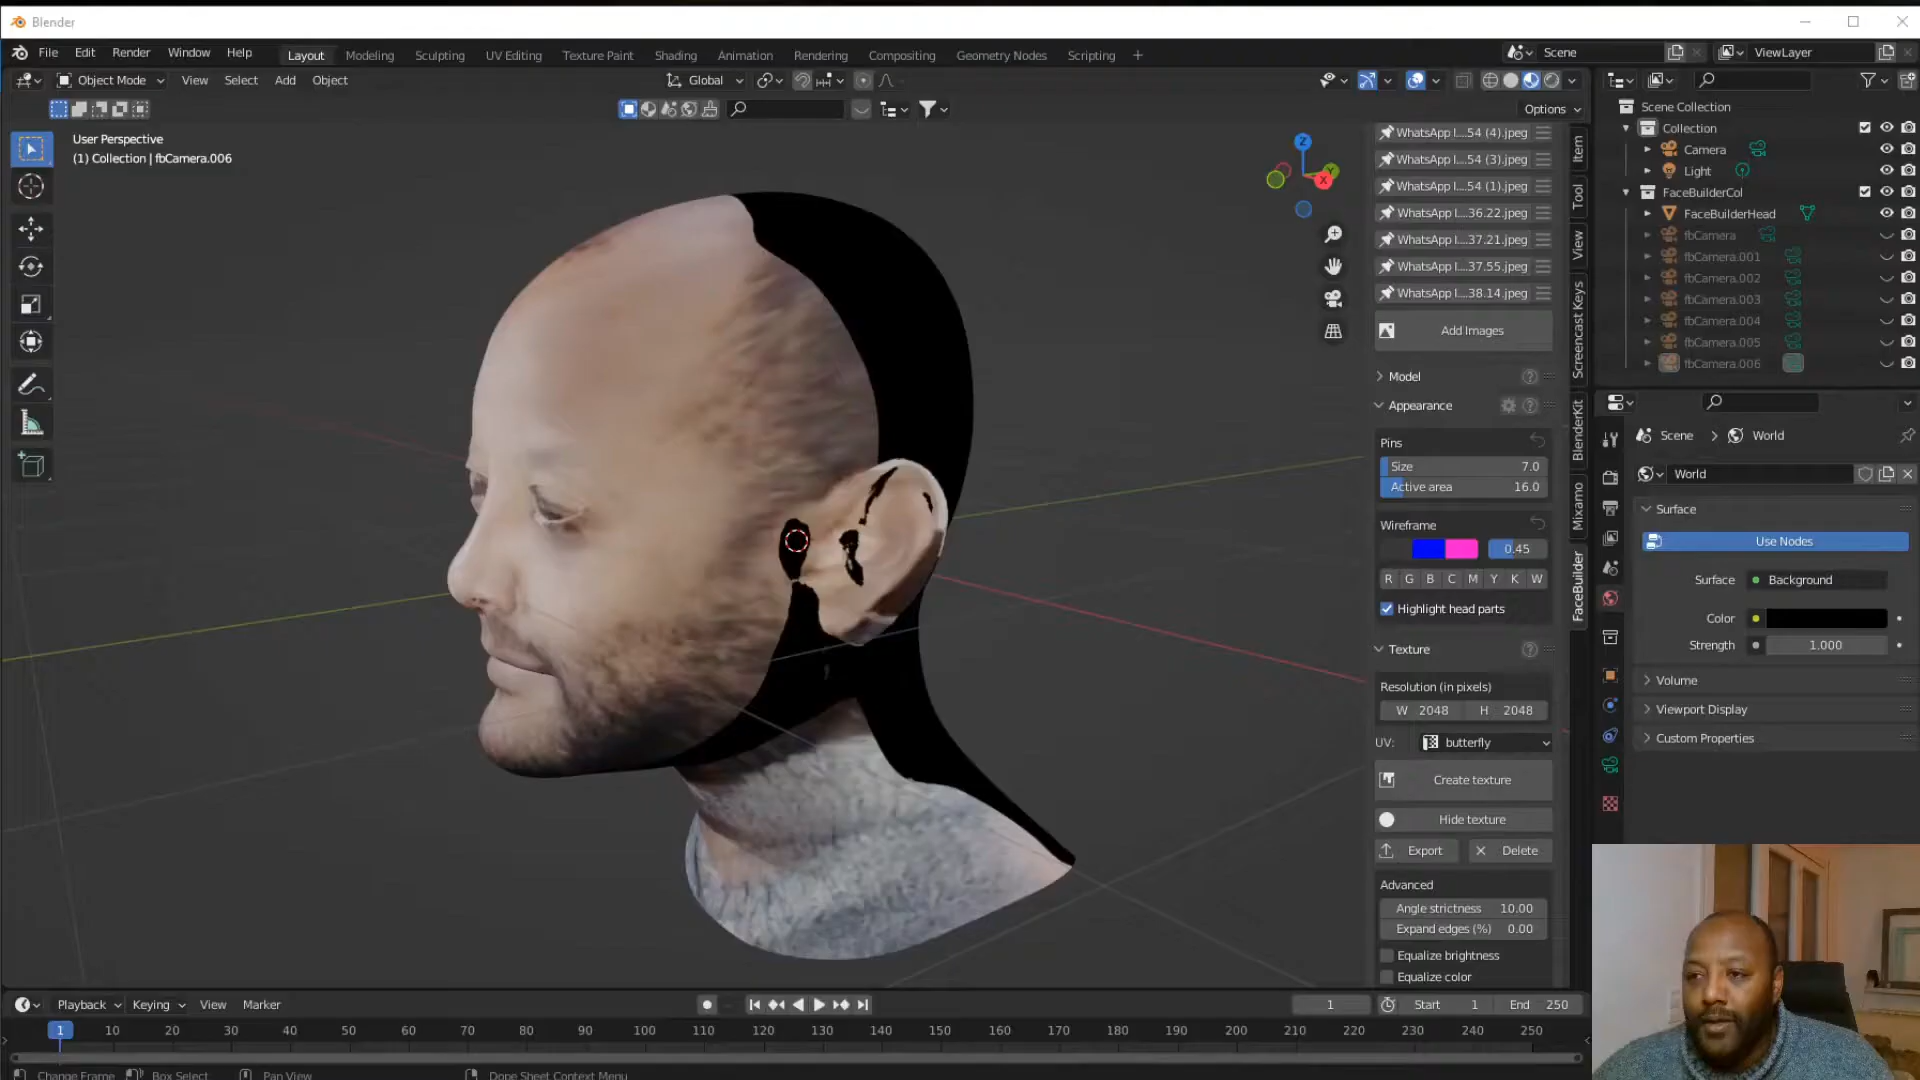 Blender
File Edit Render Window Help
Layout Modeling Sculpting UV Editing Texture Paint Shading Animation Rendering Compositing Geometry Nodes Scripting +
Scene
ViewLayer
Object Mode View Select Add Object
Global
Options
User Perspective
(1) Collection | fbCamera.006
Z
X
Y
WhatsApp I...54 (4).jpeg
WhatsApp I...54 (3).jpeg
WhatsApp I...54 (1).jpeg
WhatsApp I...36.22.jpeg
WhatsApp I...37.21.jpeg
WhatsApp I...37.55.jpeg
WhatsApp I...38.14.jpeg
Add Images
Model
Appearance
Pins
Size 7.0
Active area 16.0
Wireframe
0.45
R G B C M Y K W
Highlight head parts
Texture
Resolution (in pixels)
W 2048 H 2048
UV: butterfly
Create texture
Hide texture
Export Delete
Advanced
Angle strictness 10.00
Expand edges (%) 0.00
Equalize brightness
Equalize color
Item
Tool
View
Screencast Keys
BlenderKit
Mixamo
FaceBuilder
Scene Collection
Collection
Camera
Light
FaceBuilderCol
FaceBuilderHead
fbCamera
fbCamera.001
fbCamera.002
fbCamera.003
fbCamera.004
fbCamera.005
fbCamera.006
Scene > World
World
Surface
Use Nodes
Surface Background
Color
Strength 1.000
Volume
Viewport Display
Custom Properties
Playback Keying View Marker
1 Start 1 End 250
1 10 20 30 40 50 60 70 80 90 100 110 120 130 140 150 160 170 180 190 200 210 220 230 240 250
Change Frame Box Select Pan View Dope Sheet Context Menu